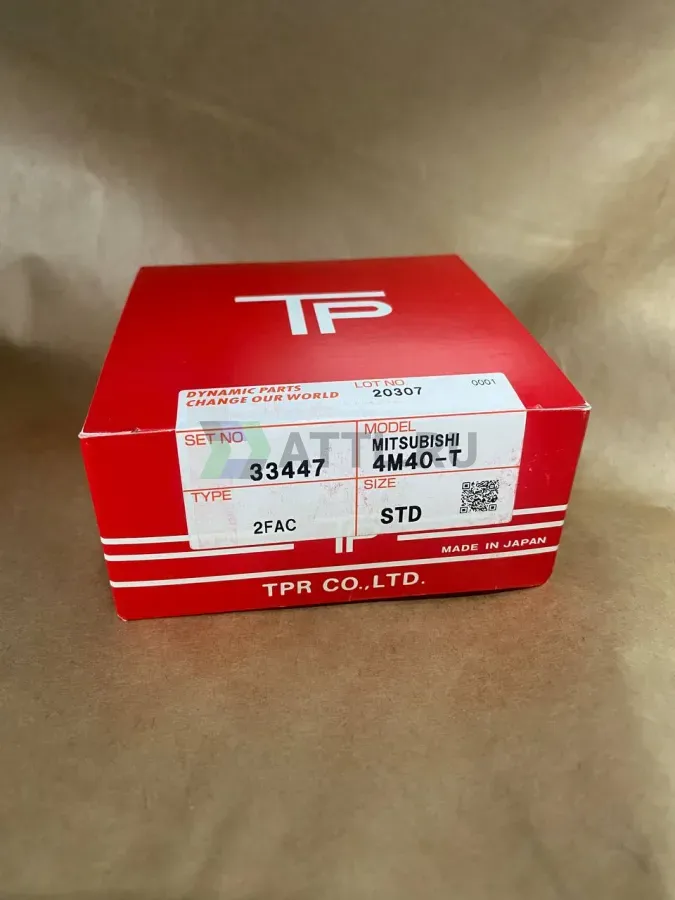 TP
DYNAMIC PARTS
CHANGE OUR WORLD
LOT NO
20307
0001
SET NO.
33447
MODEL
MITSUBISHI
4M40-T
TYPE
2FAC
SIZE
STD
TP
MADE IN JAPAN
TPR CO.,LTD.